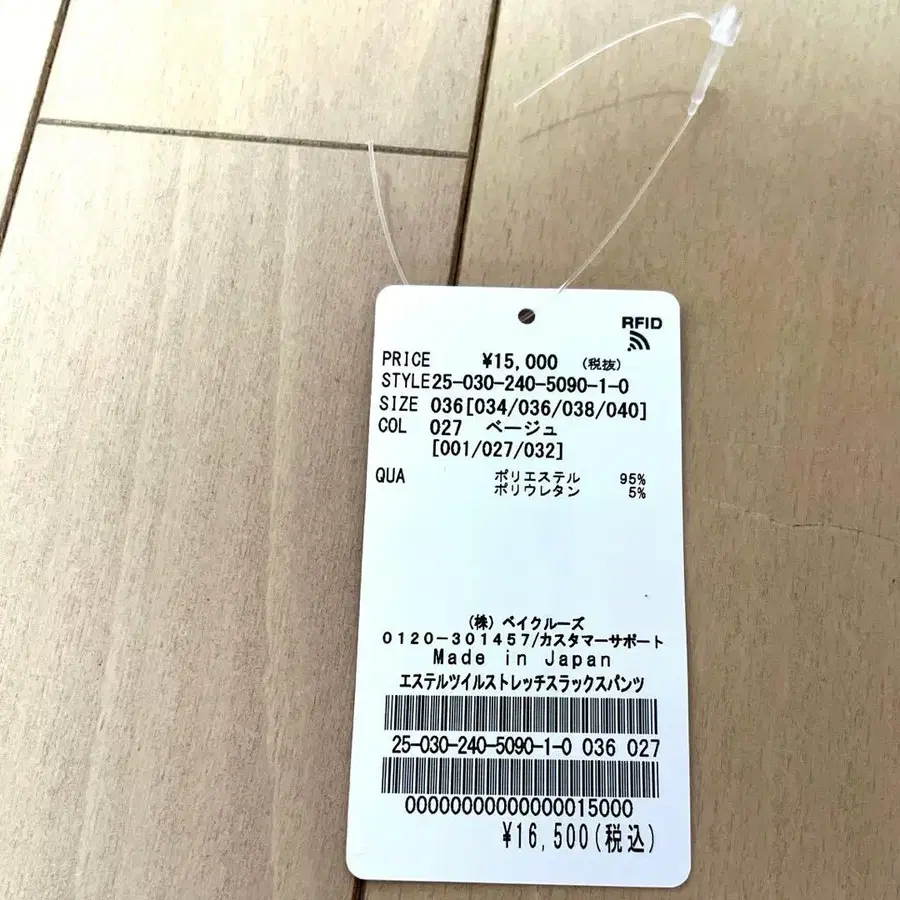 RFID
PRICE ¥15,000 (税抜)
STYLE25-030-240-5090-1-0
SIZE 036[034/036/038/040]
COL 027 ベージュ
[001/027/032]
QUA ポリエステル 95%
ポリウレタン 5%
(株)ベイクルーズ
0120-301457/カスタマーサポート
Made in Japan
エステルツイルストレッチスラックスパンツ
25-030-240-5090-1-0 036 027
00000000000000015000
¥16,500(税込)